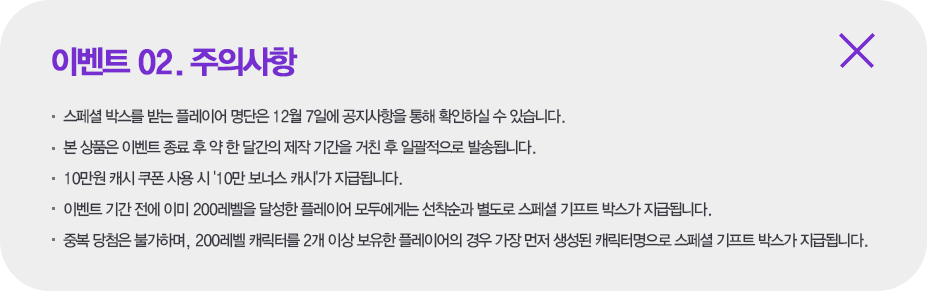 이벤트 02. 주의사항
· 스페셜 박스를 받는 플레이어 명단은 12월 7일에 공지사항을 통해 확인하실 수 있습니다.
· 본 상품은 이벤트 종료 후 약 한 달간의 제작 기간을 거친 후 일괄적으로 발송됩니다.
· 10만원 캐시 쿠폰 사용 시 '10만 보너스 캐시'가 지급됩니다.
· 이벤트 기간 전에 이미 200레벨을 달성한 플레이어 모두에게는 선착순과 별도로 스페셜 기프트 박스가 지급됩니다.
· 중복 당첨은 불가하며, 200레벨 캐릭터를 2개 이상 보유한 플레이어의 경우 가장 먼저 생성된 캐릭터명으로 스페셜 기프트 박스가 지급됩니다.